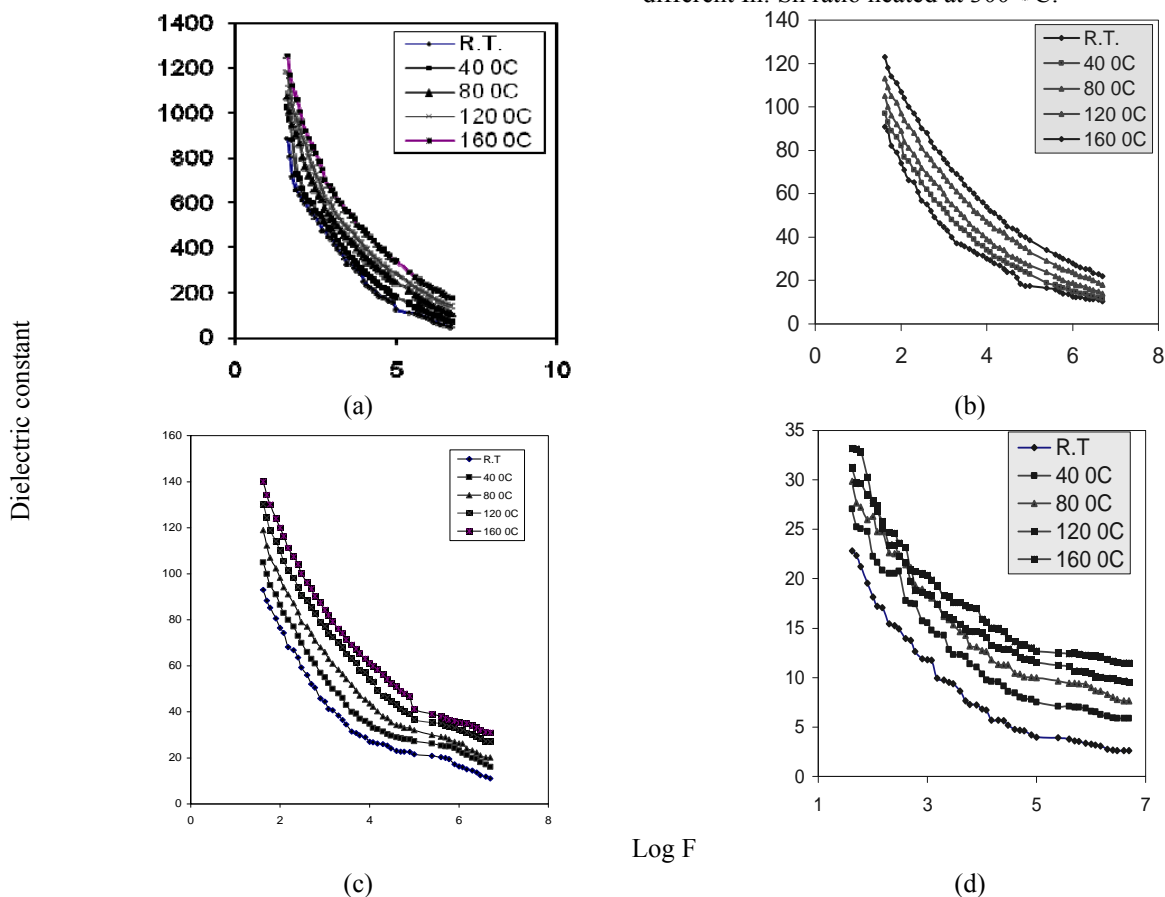 different In: Sn ratio heated at 500 ° C.
Dielectric constant
1400
1200
1000
800
600
400
200
0
0
5
10
R.T.
40 0C
80 0C
120 0C
160 0C
(a)
140
120
100
80
60
40
20
0
0
2
4
6
8
R.T.
40 0C
80 0C
120 0C
160 0C
(b)
160
140
120
100
80
60
40
20
0
0
2
4
6
8
R.T
40 0C
80 0C
120 0C
160 0C
(c)
35
30
25
20
15
10
5
0
1
3
5
7
R.T
40 0C
80 0C
120 0C
160 0C
(d)
Log F